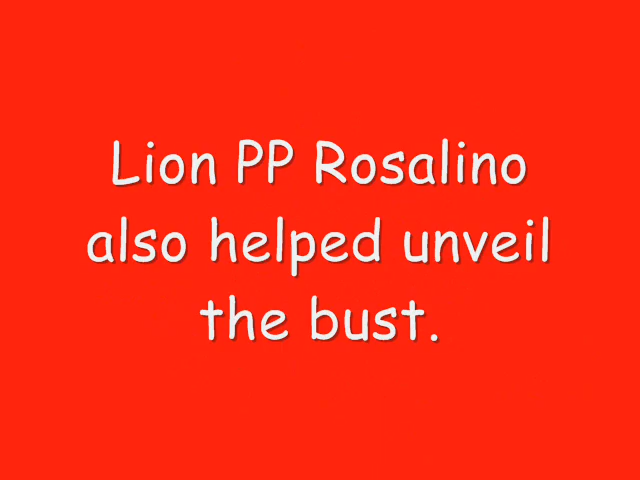 Lion PP Rosalino
also helped unveil
the bust.